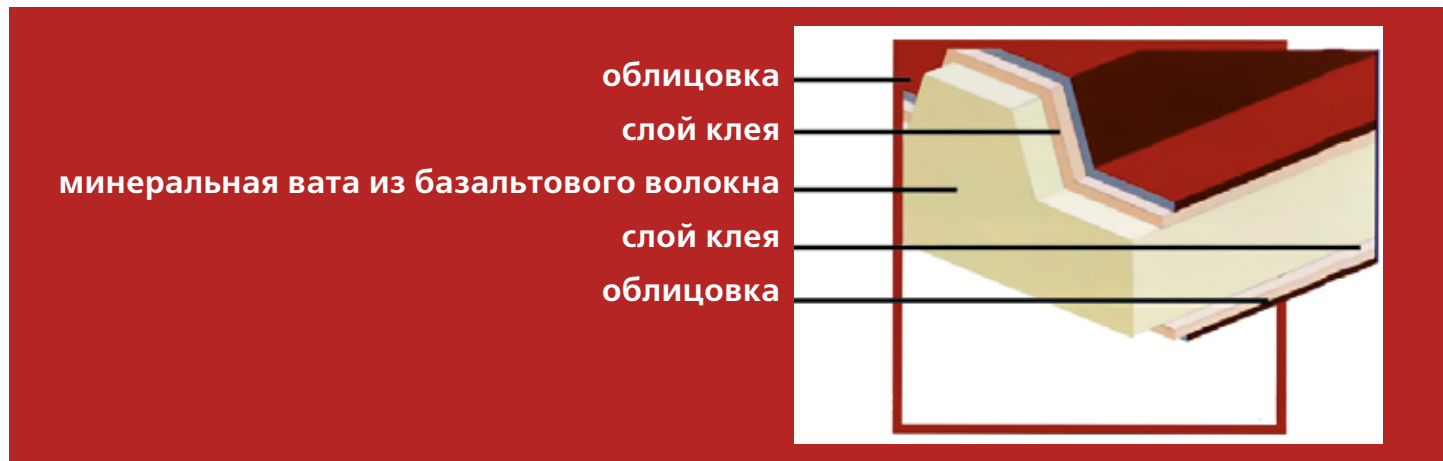 облицовка
слой клея
минеральная вата из базальтового волокна
слой клея
облицовка